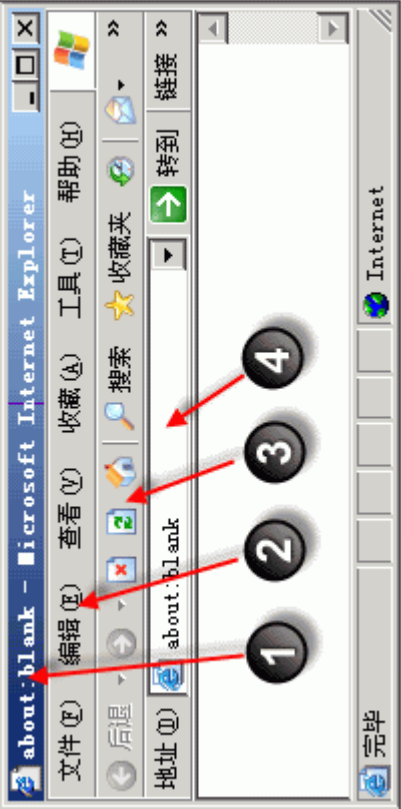 about:blank - Microsoft Internet Explorer
文件(F) 编辑(E) 查看(V) 收藏(A) 工具(T) 帮助(H)
后退 搜索 收藏夹 »
地址(D) about:blank 转到 链接 »
1 2 3 4
完毕 Internet